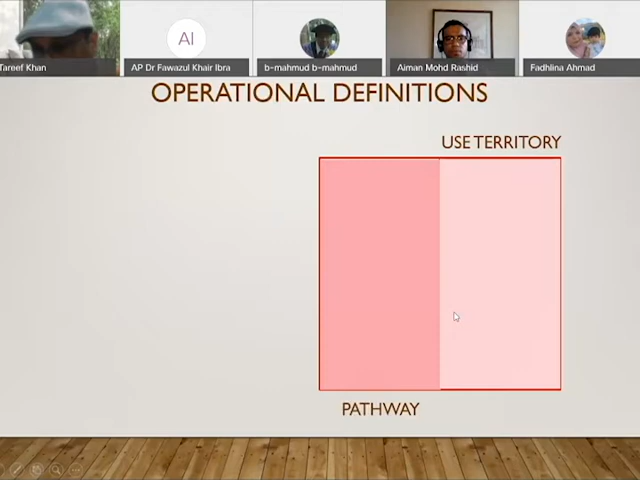 AI
Tareef Khan
AP Dr Fawazul Khair Ibra
b-mahmud b-mahmud
Aiman Mohd Rashid
Fadhlina Ahmad
OPERATIONAL DEFINITIONS
USE TERRITORY
PATHWAY